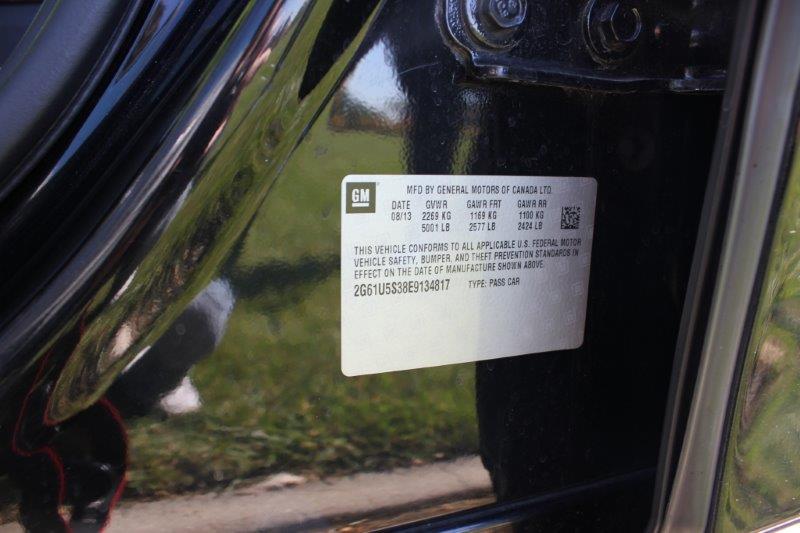 GM
MFD BY GENERAL MOTORS OF CANADA LTD.
DATE GVWR GAWR FRT GAWR RR
08/13 2269 KG 1169 KG 1100 KG
5001 LB 2577 LB 2424 LB
THIS VEHICLE CONFORMS TO ALL APPLICABLE U.S. FEDERAL MOTOR
VEHICLE SAFETY, BUMPER, AND THEFT PREVENTION STANDARDS IN
EFFECT ON THE DATE OF MANUFACTURE SHOWN ABOVE.
2G61U5S38E9134817 TYPE: PASS CAR